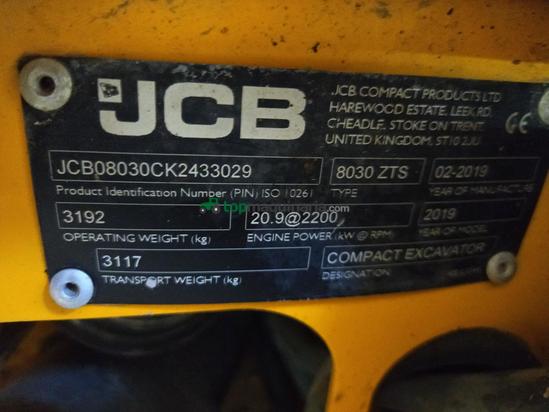 JCB
JCB COMPACT PRODUCTS LTD
HAREWOOD ESTATE, LEEK RD,
CHEADLE, STOKE ON TRENT,
UNITED KINGDOM, ST10 2JU
CE
JCB08030CK2433029
Product Identification Number (PIN) ISO 10261
8030 ZTS
TYPE
02-2019
YEAR OF MANUFACTURE
3192
OPERATING WEIGHT (kg)
20.9@2200
ENGINE POWER (kW @ RPM)
2019
YEAR OF MODEL
3117
TRANSPORT WEIGHT (kg)
COMPACT EXCAVATOR
DESIGNATION
topmaquinaria.com